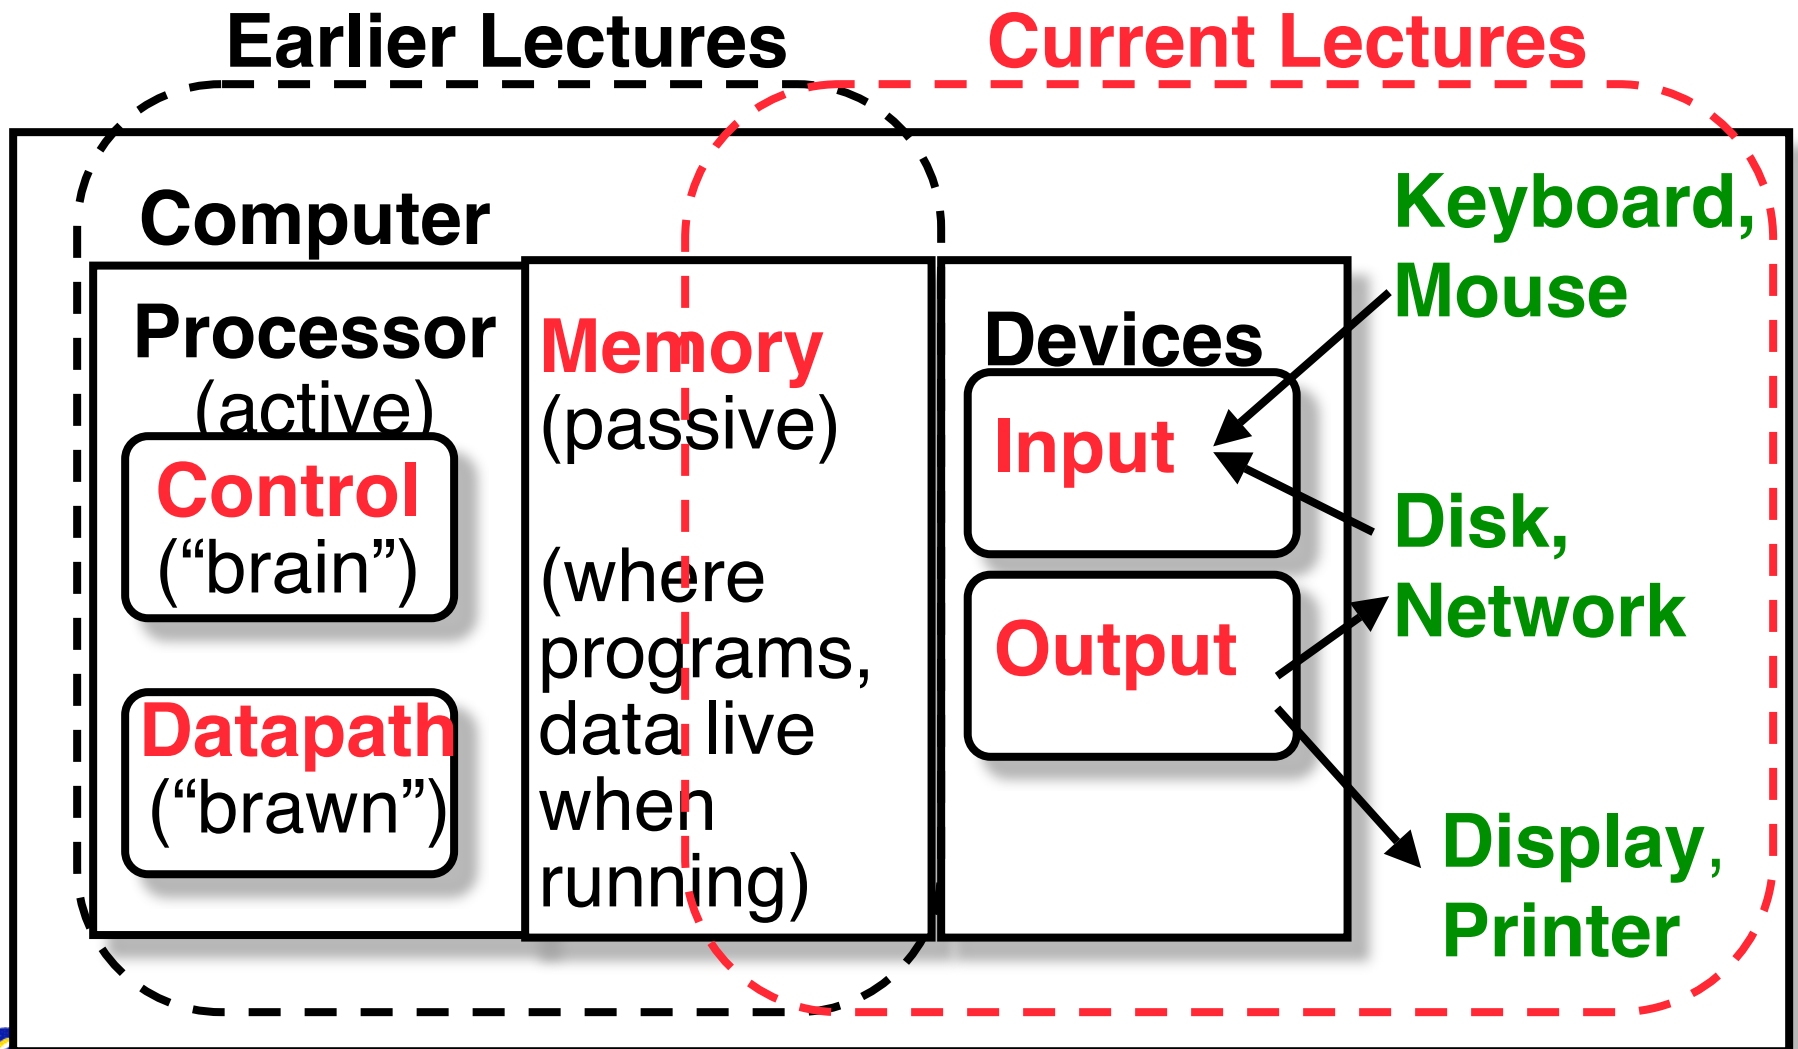 Earlier Lectures
Current Lectures
Computer
Processor
(active)
Control
(“brain”)
Datapath
(“brawn”)
Memory
(passive)
(where
programs,
data live
when
running)
Devices
Input
Output
Keyboard,
Mouse
Disk,
Network
Display,
Printer